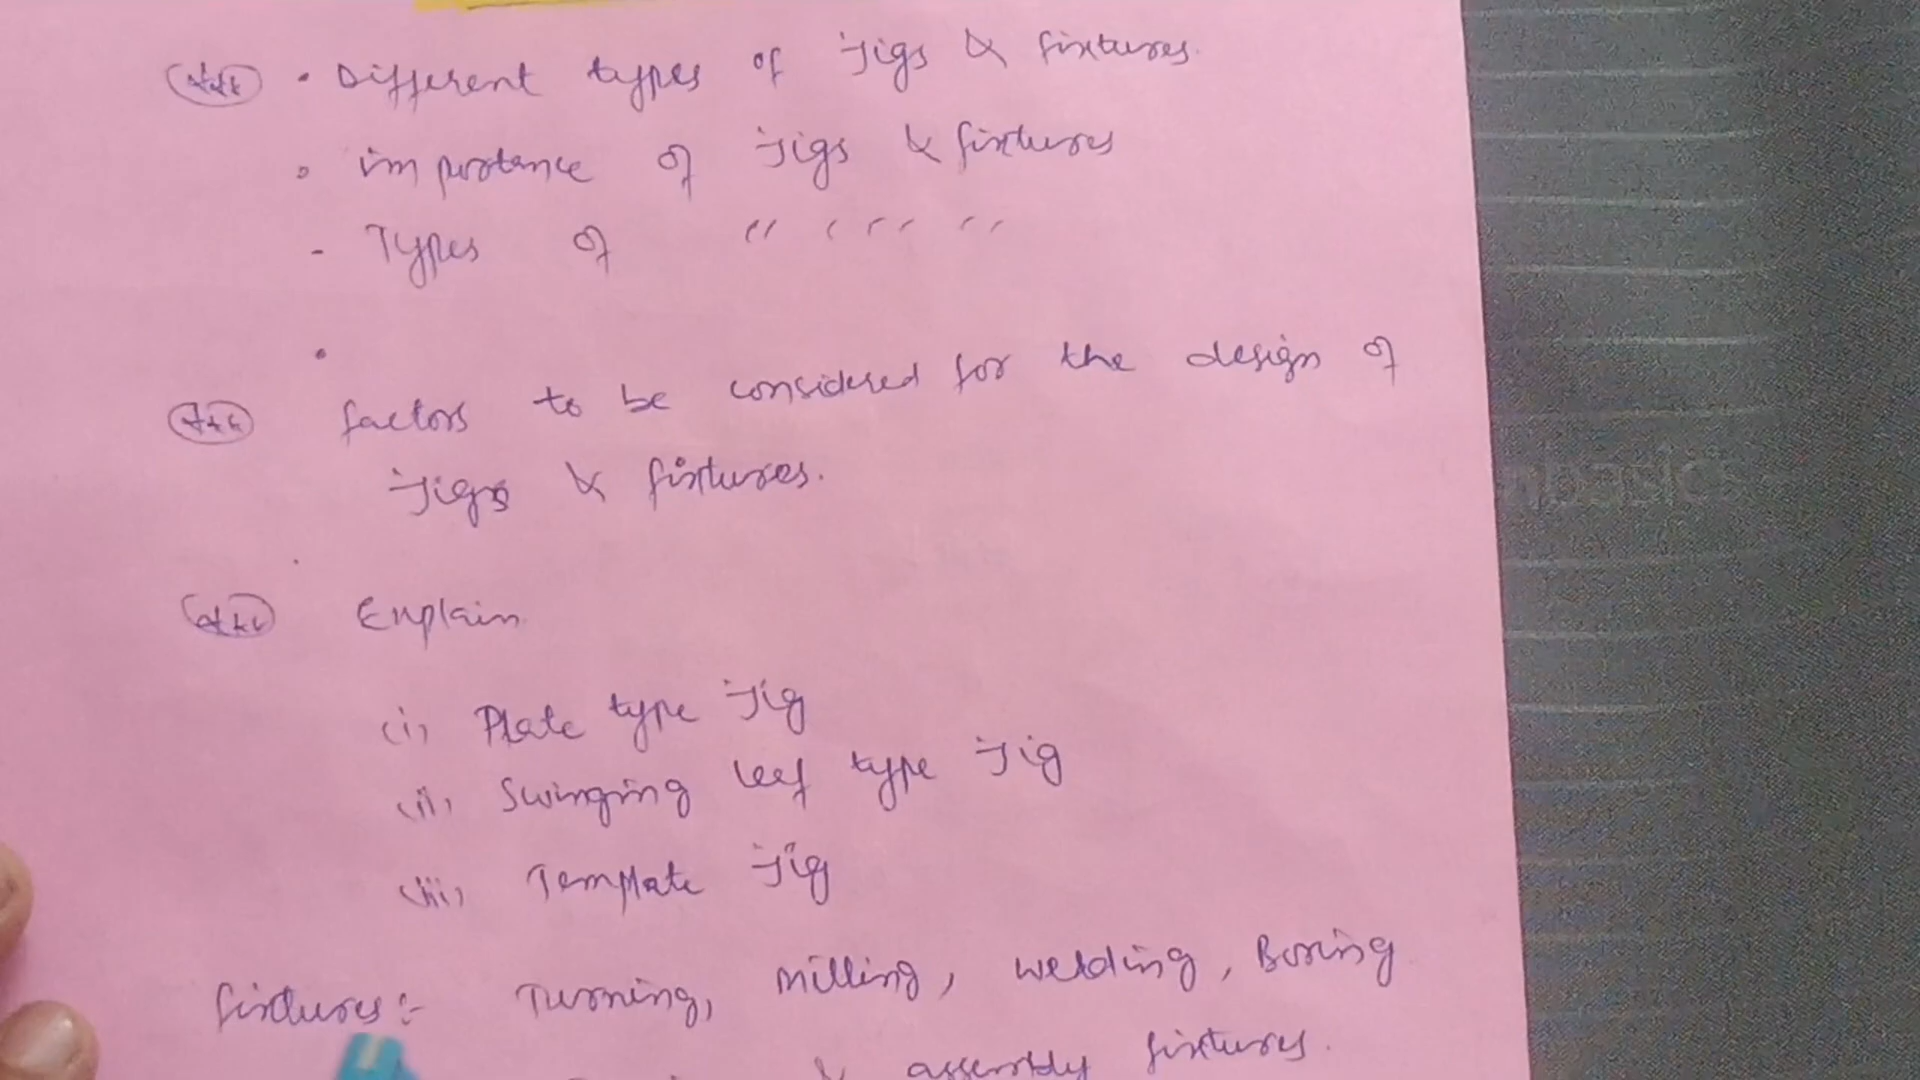 *** • Different types of Jigs & fixtures.
• importance of Jigs & fixtures
- Types of " " " "
•
*** factors to be considered for the design of
Jigs & fixtures.
*** Explain
(i) Plate type Jig
(ii) Swinging leef type Jig
(iii) Template Jig
fixtures:- Turning, Milling, welding, Boring
& assembly fixtures.
basics